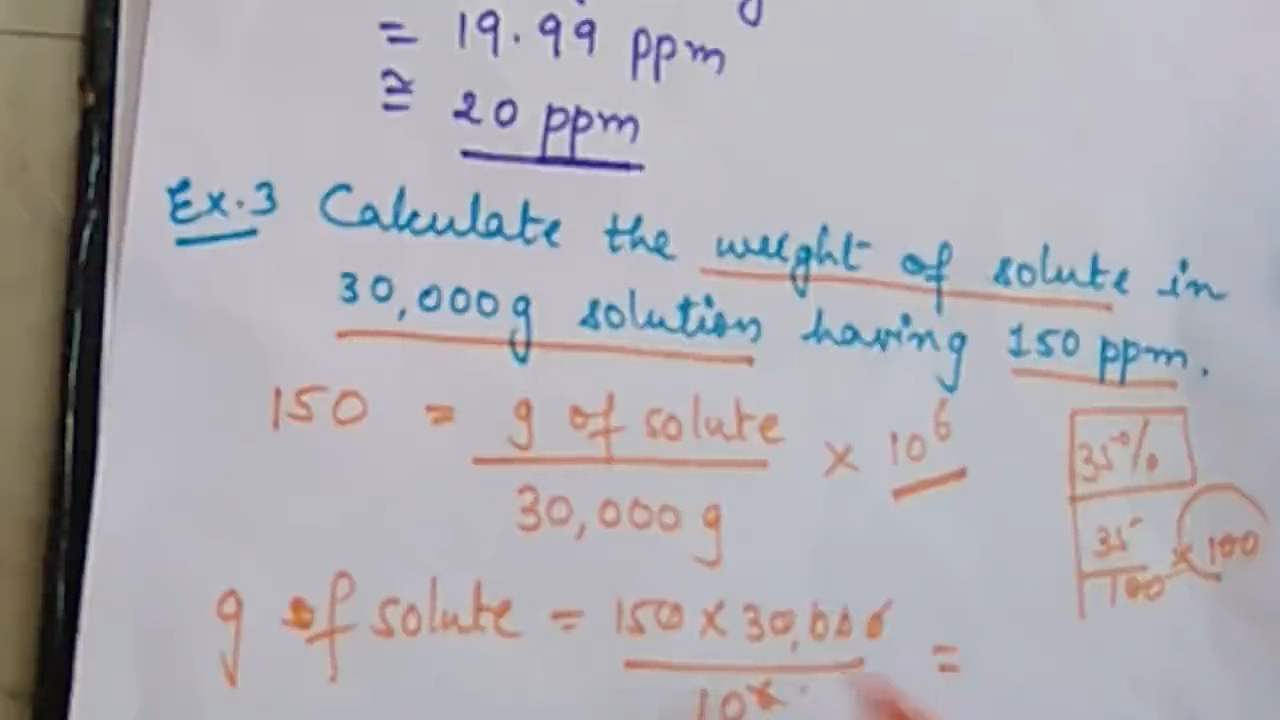 = 19.99 ppm
≅ 20 ppm
Ex.3 Calculate the weight of solute in
30,000g solution having 150 ppm.
150 = g of solute × 10⁶
30,000 g
35%
35 × 100
100
g of solute = 150 × 30,000 =
10